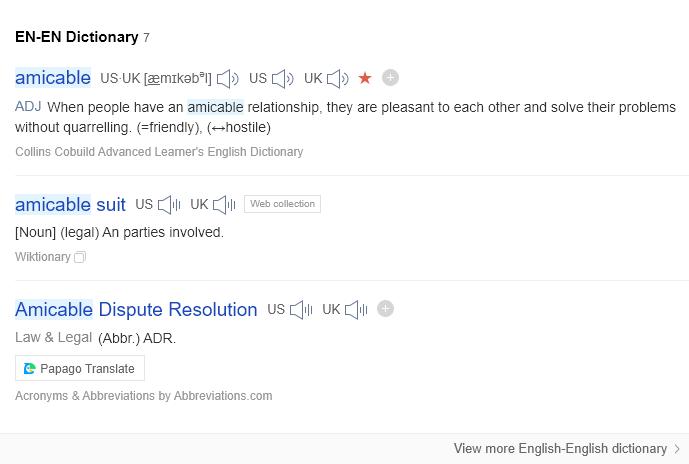 EN-EN Dictionary 7
amicable US·UK [æmɪkəbᵊl] US UK
ADJ When people have an amicable relationship, they are pleasant to each other and solve their problems
without quarrelling. (=friendly), (↔hostile)
Collins Cobuild Advanced Learner's English Dictionary
amicable suit US UK Web collection
[Noun] (legal) An parties involved.
Wiktionary
Amicable Dispute Resolution US UK
Law & Legal (Abbr.) ADR.
Papago Translate
Acronyms & Abbreviations by Abbreviations.com
View more English-English dictionary